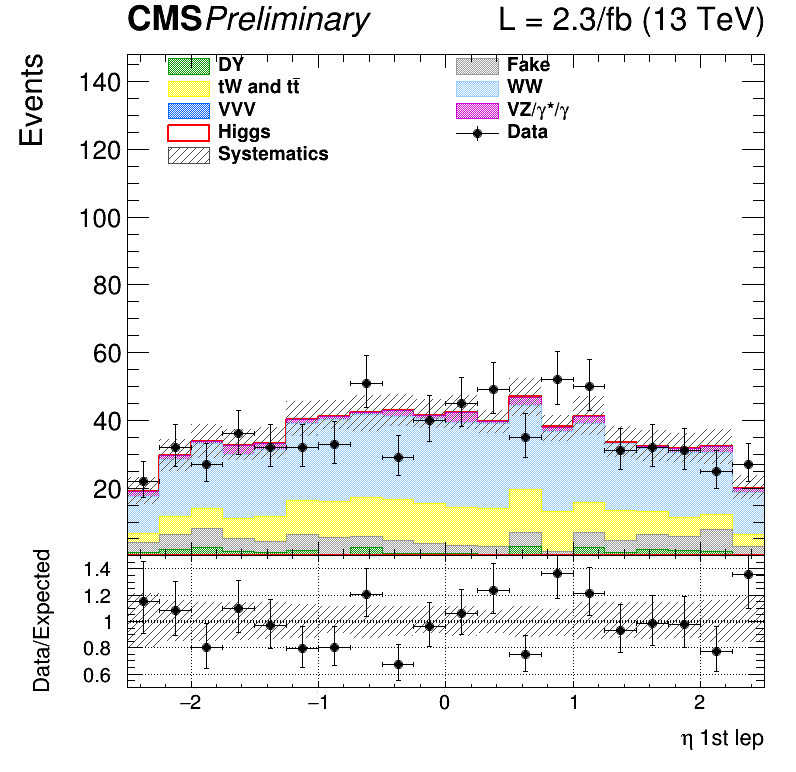 CMS Preliminary L = 2.3/fb (13 TeV)
Events
140
120
100
80
60
40
20
DY
tW and tt̄
VVV
Higgs
Systematics
Fake
WW
VZ/γ*/γ
Data
Data/Expected
1.4
1.2
1
0.8
0.6
−2 −1 0 1 2
η 1st lep